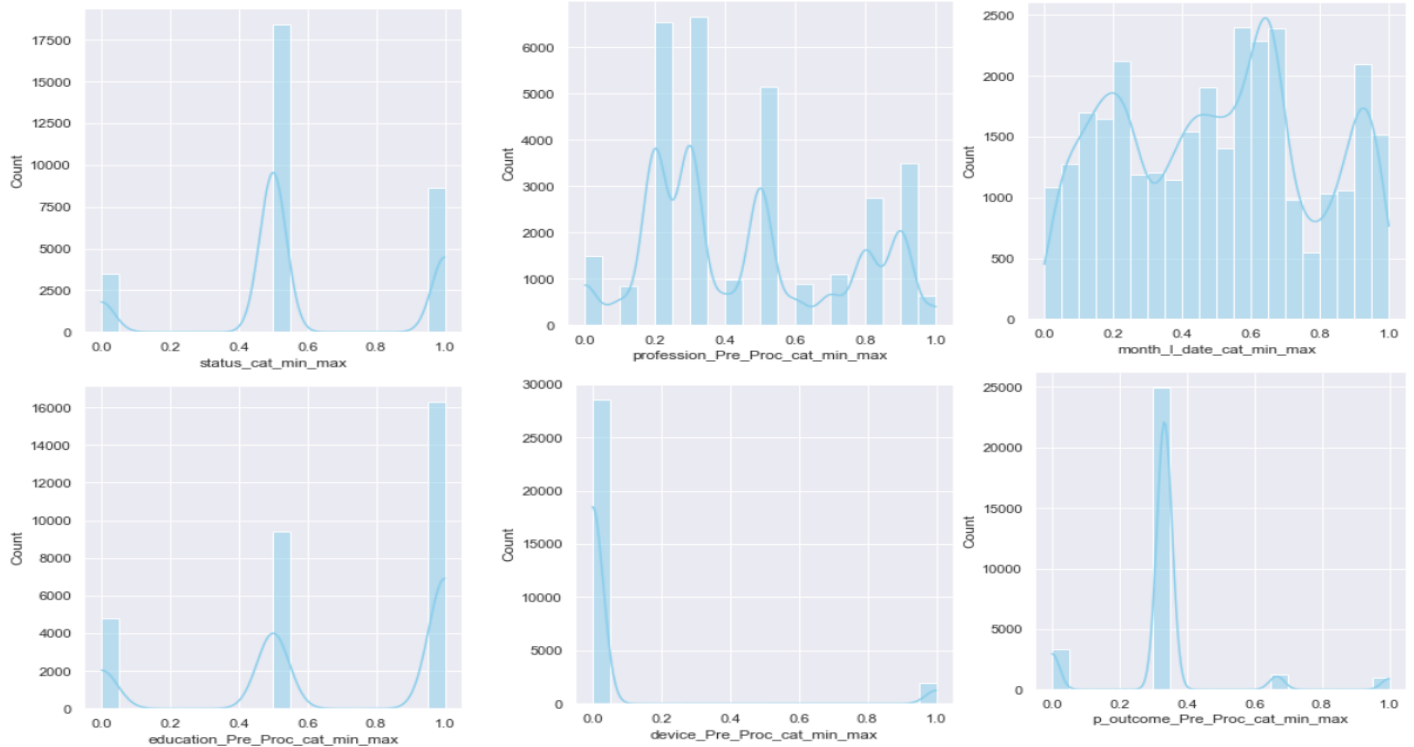 17500
15000
12500
10000
7500
5000
2500
0
Count
0.0 0.2 0.4 0.6 0.8 1.0
status_cat_min_max
6000
5000
4000
3000
2000
1000
0
Count
0.0 0.2 0.4 0.6 0.8 1.0
profession_Pre_Proc_cat_min_max
2500
2000
1500
1000
500
0
Count
0.0 0.2 0.4 0.6 0.8 1.0
month_l_date_cat_min_max
16000
14000
12000
10000
8000
6000
4000
2000
0
Count
0.0 0.2 0.4 0.6 0.8 1.0
education_Pre_Proc_cat_min_max
30000
25000
20000
15000
10000
5000
0
Count
0.0 0.2 0.4 0.6 0.8 1.0
device_Pre_Proc_cat_min_max
25000
20000
15000
10000
5000
0
Count
0.0 0.2 0.4 0.6 0.8 1.0
p_outcome_Pre_Proc_cat_min_max